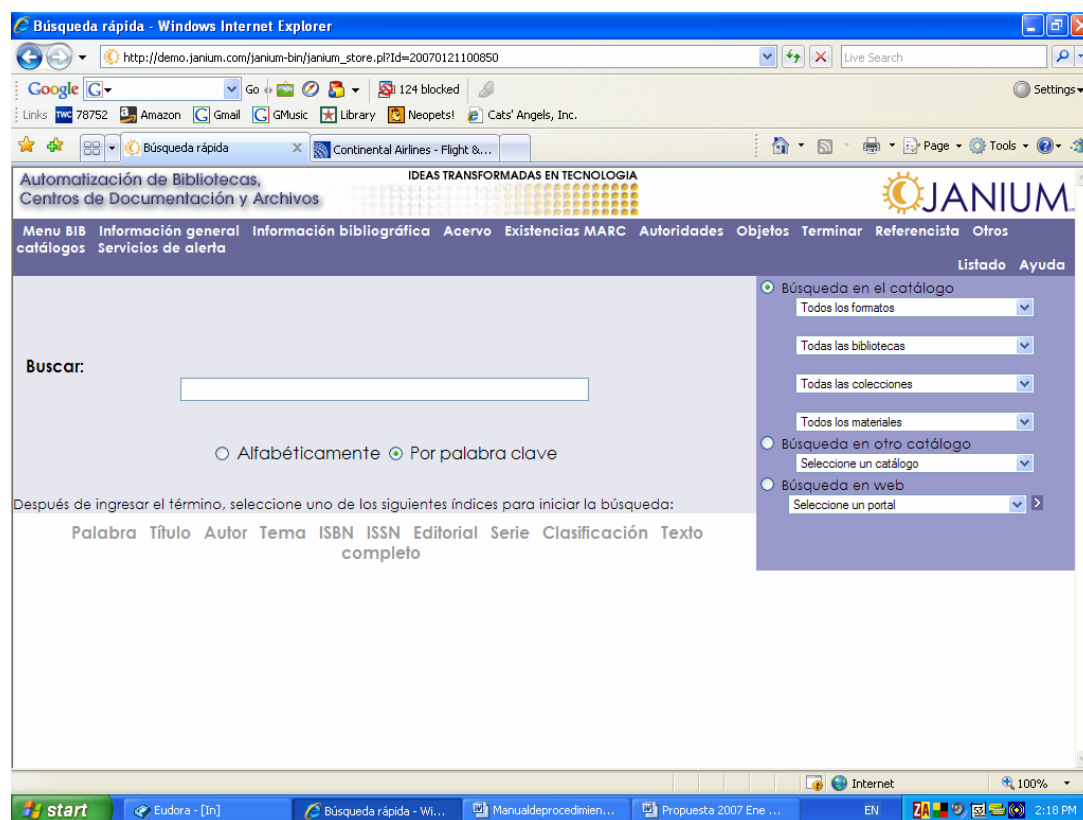 Búsqueda rápida - Windows Internet Explorer
http://demo.janium.com/janium-bin/janium_store.pl?Id=20070121100850
Live Search
Google G Go 124 blocked Settings
Links TWC 78752 Amazon Gmail GMusic Library Neopets! Cats' Angels, Inc.
Búsqueda rápida X Continental Airlines - Flight &... Page Tools
Automatización de Bibliotecas,
Centros de Documentación y Archivos
IDEAS TRANSFORMADAS EN TECNOLOGIA
JANIUM.
Menu BIB Información general Información bibliográfica Acervo Existencias MARC Autoridades Objetos Terminar Referencista Otros
catálogos Servicios de alerta
Listado Ayuda
Búsqueda en el catálogo
Todos los formatos
Todas las bibliotecas
Buscar:
Todas las colecciones
Todos los materiales
Búsqueda en otro catálogo
Alfabéticamente Por palabra clave
Seleccione un catálogo
Búsqueda en web
Después de ingresar el término, seleccione uno de los siguientes índices para iniciar la búsqueda:
Seleccione un portal >
Palabra Título Autor Tema ISBN ISSN Editorial Serie Clasificación Texto
completo
Internet 100%
start Eudora - [In] Búsqueda rápida - Wi... Manualdeprocedimien... Propuesta 2007 Ene ... EN ZA 2:18 PM